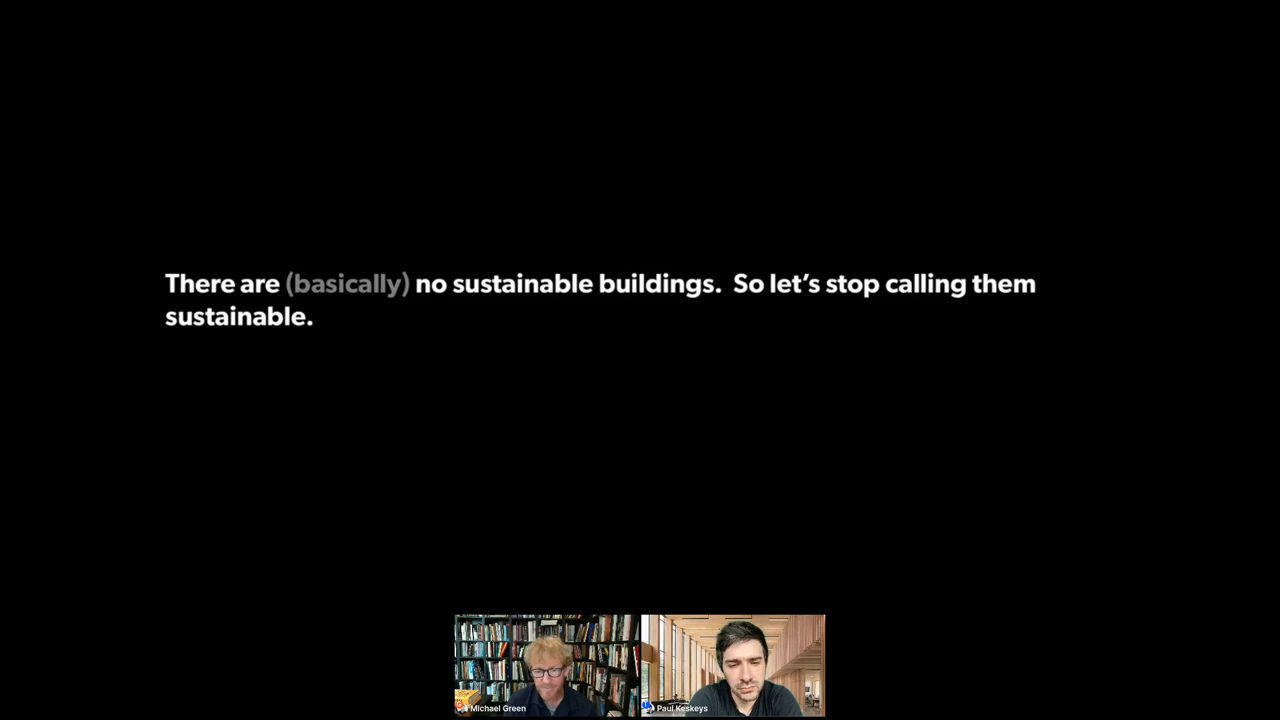 There are (basically) no sustainable buildings.  So let’s stop calling them
sustainable.
Michael Green
Paul Keskeys